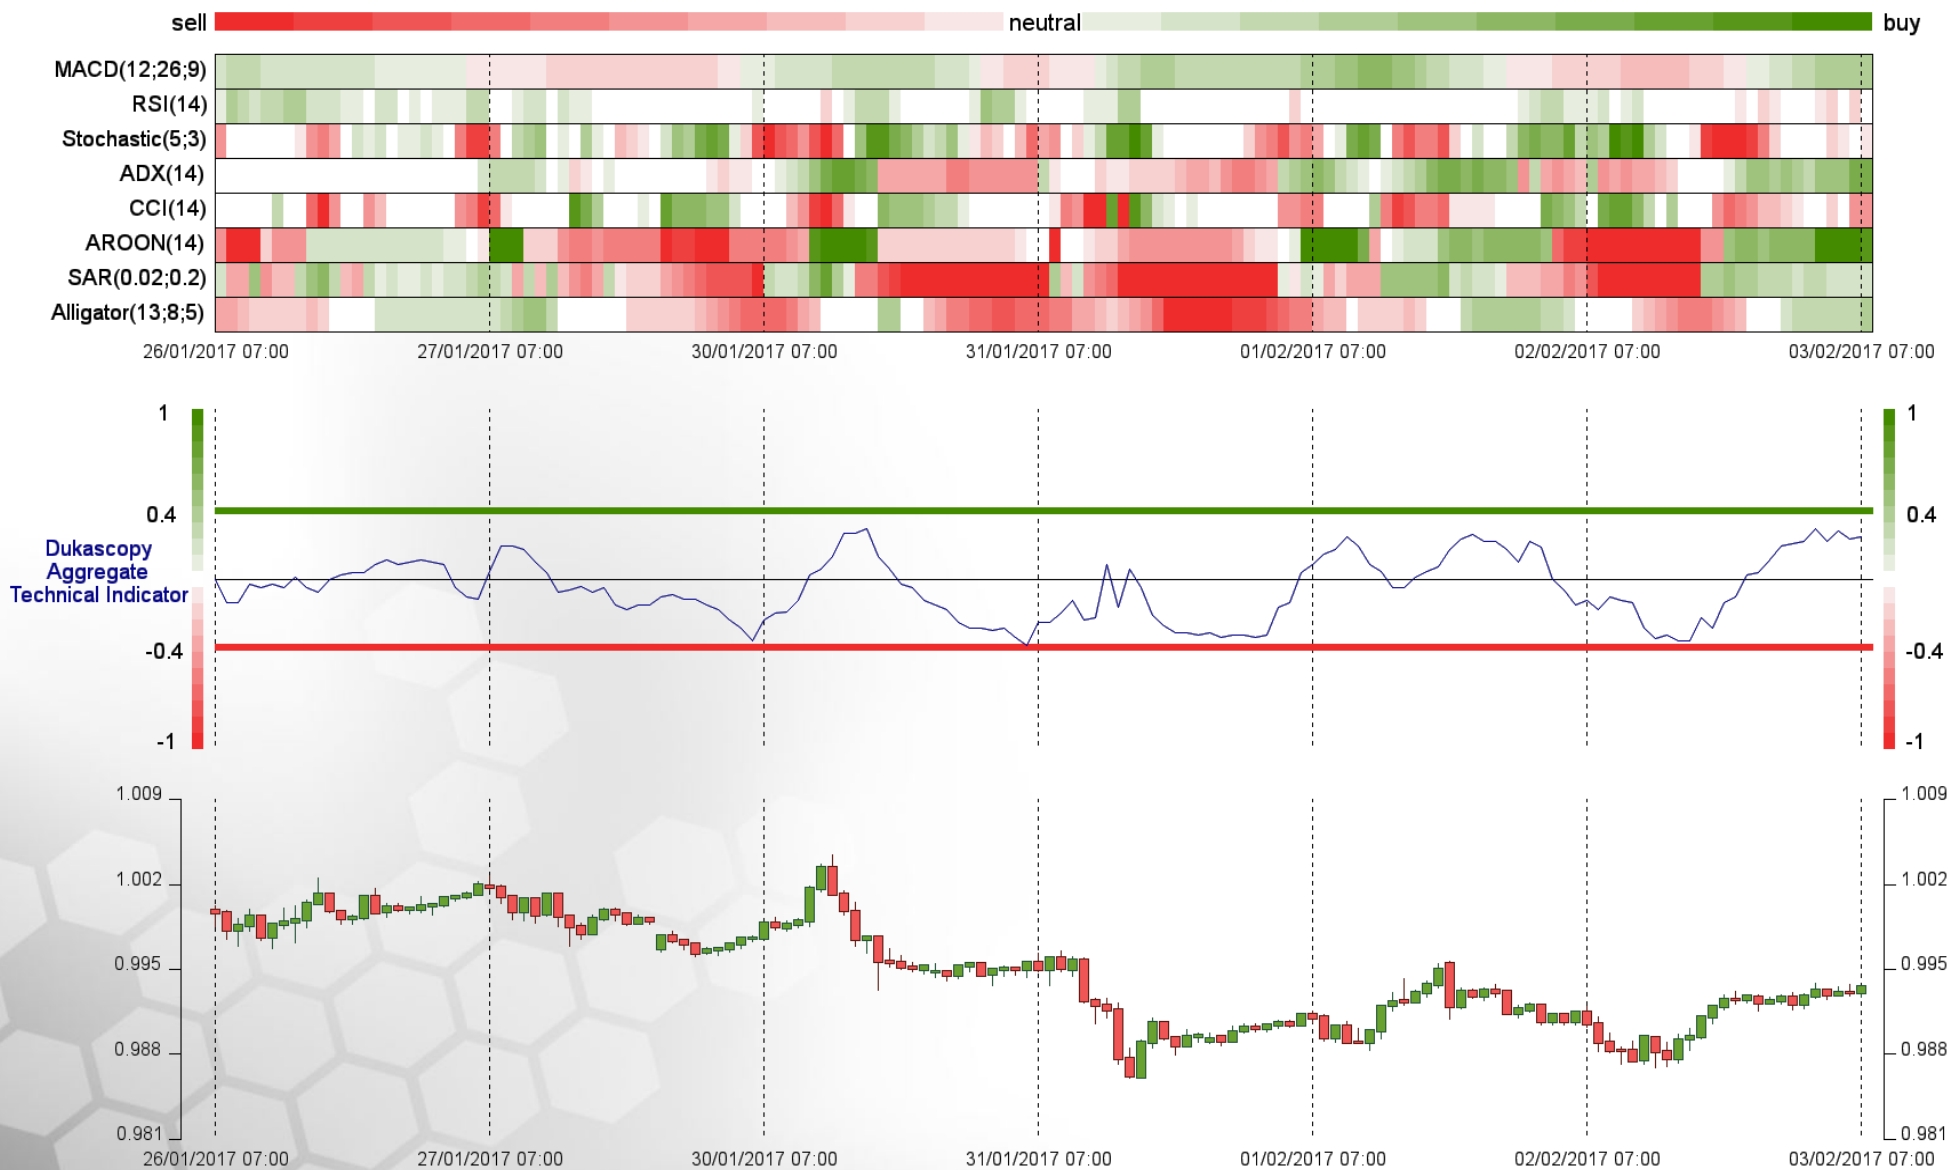 sell neutral buy
MACD(12;26;9)
RSI(14)
Stochastic(5;3)
ADX(14)
CCI(14)
AROON(14)
SAR(0.02;0.2)
Alligator(13;8;5)
26/01/2017 07:00 27/01/2017 07:00 30/01/2017 07:00 31/01/2017 07:00 01/02/2017 07:00 02/02/2017 07:00 03/02/2017 07:00
1 1
0.4 0.4
Dukascopy
Aggregate
Technical Indicator
-0.4 -0.4
-1 -1
1.009 1.009
1.002 1.002
0.995 0.995
0.988 0.988
0.981 0.981
26/01/2017 07:00 27/01/2017 07:00 30/01/2017 07:00 31/01/2017 07:00 01/02/2017 07:00 02/02/2017 07:00 03/02/2017 07:00